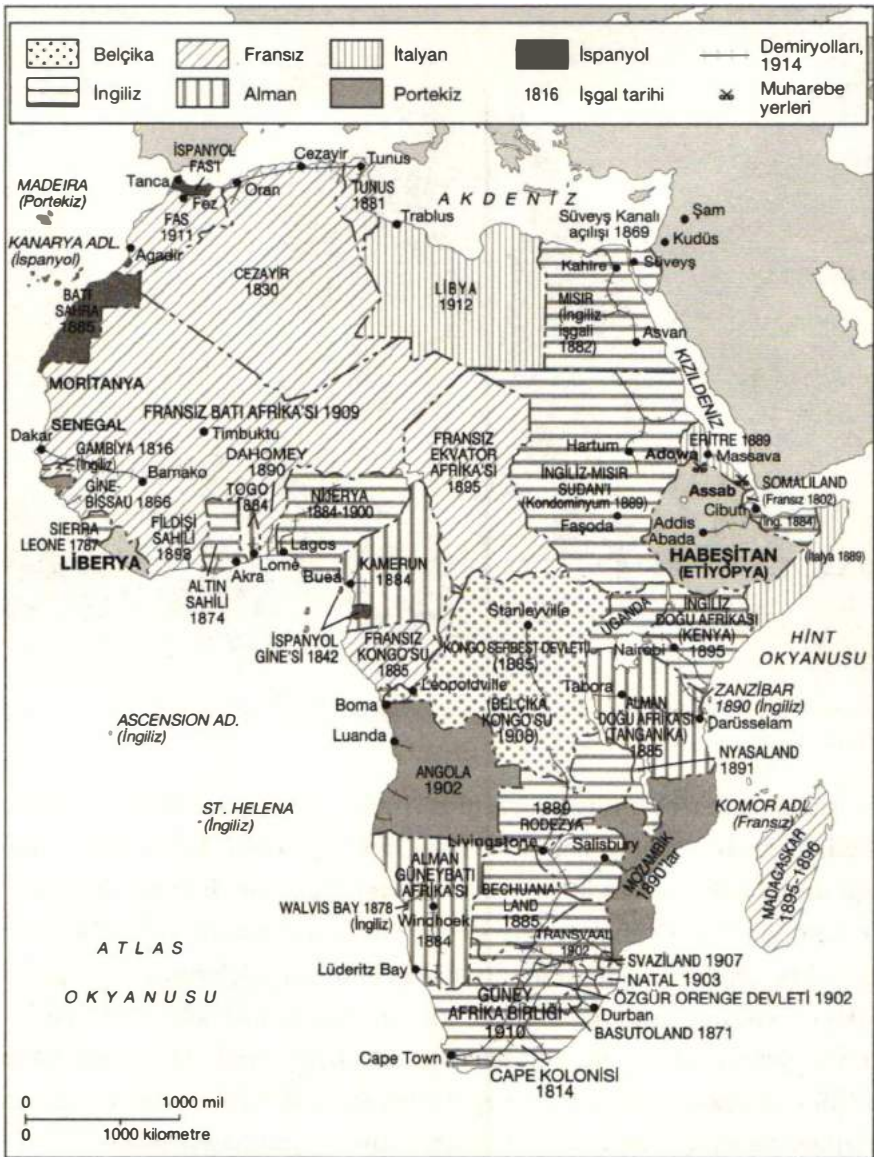 Belçika
Fransız
İtalyan
İspanyol
Demiryolları,
1914
İngiliz
Alman
Portekiz
1816 İşgal tarihi
Muharebe
yerleri
İSPANYOL
FAS'I
Cezayir
Tunus
Tanca
Oran
MADEIRA
(Portekiz)
Fez
TUNUS
1881
AKDENİZ
FAS
1911
Trablus
Süveyş Kanalı
açılışı 1869
Şam
Kudüs
KANARYA ADL.
(İspanyol)
Agadir
CEZAYİR
1830
Kahire
Süveyş
BATI
SAHRA
1885
LİBYA
1912
MISIR
(İngiliz
işgali
1882)
Asvan
KIZILDENİZ
MORİTANYA
SENEGAL
FRANSIZ BATI AFRİKA'SI 1909
Dakar
Timbuktu
GAMBİYA 1816
(İngiliz)
Bamako
DAHOMEY
1890
FRANSIZ
EKVATOR
AFRİKA'SI
1895
Hartum
Adowa
ERİTRE 1889
Massava
GİNE-
BİSSAU 1866
TOGO
1884
NİJERYA
1884-1900
İNGİLİZ-MISIR
SUDAN'I
(Kondominyum 1889)
Assab
SOMALILAND
(Fransız 1802)
Cibuti
(İng. 1884)
SIERRA
LEONE 1787
FİLDİŞİ
SAHİLİ
1898
Faşoda
Addis
Abada
LİBERYA
Lagos
Lome
Akra
Buea
KAMERUN
1884
HABEŞİTAN
(ETİYOPYA)
(İtalya 1889)
ALTIN
SAHİLİ
1874
İSPANYOL
GİNE'Sİ 1842
FRANSIZ
KONGO'SU
1885
Stanleyville
KONGO SERBEST DEVLETİ
(1885)
UGANDA
İNGİLİZ
DOĞU AFRİKASI
(KENYA)
1895
Nairobi
HİNT
OKYANUSU
Leopoldville
Boma
(BELÇİKA
KONGO'SU
1908)
Tabora
ZANZİBAR
1890 (İngiliz)
Darüsselam
ASCENSION AD.
(İngiliz)
ALMAN
DOĞU AFRİKA'SI
(TANGANİKA)
1885
Luanda
NYASALAND
1891
ANGOLA
1902
ST. HELENA
(İngiliz)
1889
RODEZYA
KOMOR ADL.
(Fransız)
Livingstone
Salisbury
MOZAMBİK
1890'lar
MADAGASKAR
1895-1896
ALMAN
GÜNEYBATI
AFRİKA'SI
BECHUANA-
LAND
1885
WALVIS BAY 1878
(İngiliz)
Windhoek
1884
TRANSVAAL
1902
ATLAS
OKYANUSU
SVAZİLAND 1907
Lüderitz Bay
NATAL 1903
ÖZGÜR ORENGE DEVLETİ 1902
GÜNEY
AFRİKA BİRLİĞİ
1910
Durban
BASUTOLAND 1871
Cape Town
CAPE KOLONİSİ
1814
0 1000 mil
0 1000 kilometre